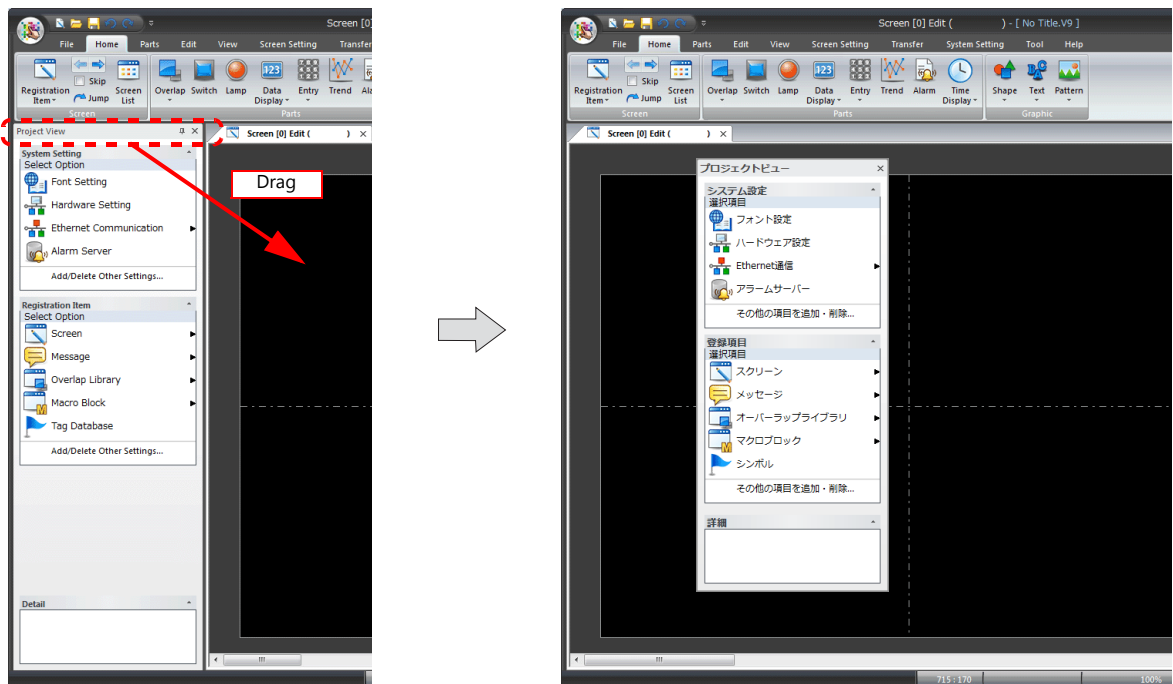 Screen [0
File Home Parts Edit View Screen Setting Transfer
Registration Item
Skip
Jump
Screen List
Overlap
Switch
Lamp
123
Data Display
Entry
Trend
Screen
Parts
Project View
Screen [0] Edit ( )
System Setting
Select Option
Font Setting
Hardware Setting
Ethernet Communication
Alarm Server
Add/Delete Other Settings...
Registration Item
Select Option
Screen
Message
Overlap Library
Macro Block
Tag Database
Add/Delete Other Settings...
Detail
Drag
Screen [0] Edit ( ) - [ No Title.V9 ]
File Home Parts Edit View Screen Setting Transfer System Setting Tool Help
Registration Item
Skip
Jump
Screen List
Overlap
Switch
Lamp
123
Data Display
Entry
Trend
Alarm
Time Display
Shape
Text
Pattern
Screen
Parts
Graphic
Screen [0] Edit ( )
プロジェクトビュー
システム設定
選択項目
フォント設定
ハードウェア設定
Ethernet通信
アラームサーバー
その他の項目を追加・削除...
登録項目
選択項目
スクリーン
メッセージ
オーバーラップライブラリ
マクロブロック
シンボル
その他の項目を追加・削除...
詳細
715 : 170
100%